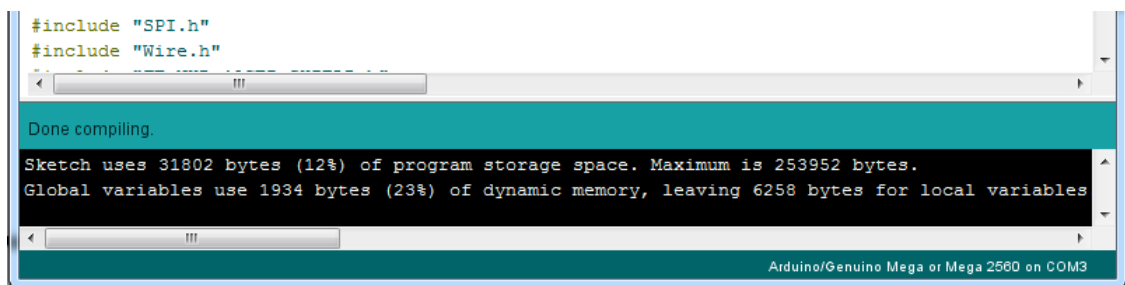 #include "SPI.h"
#include "Wire.h"
Done compiling.
Sketch uses 31802 bytes (12%) of program storage space. Maximum is 253952 bytes.
Global variables use 1934 bytes (23%) of dynamic memory, leaving 6258 bytes for local variables
Arduino/Genuino Mega or Mega 2560 on COM3